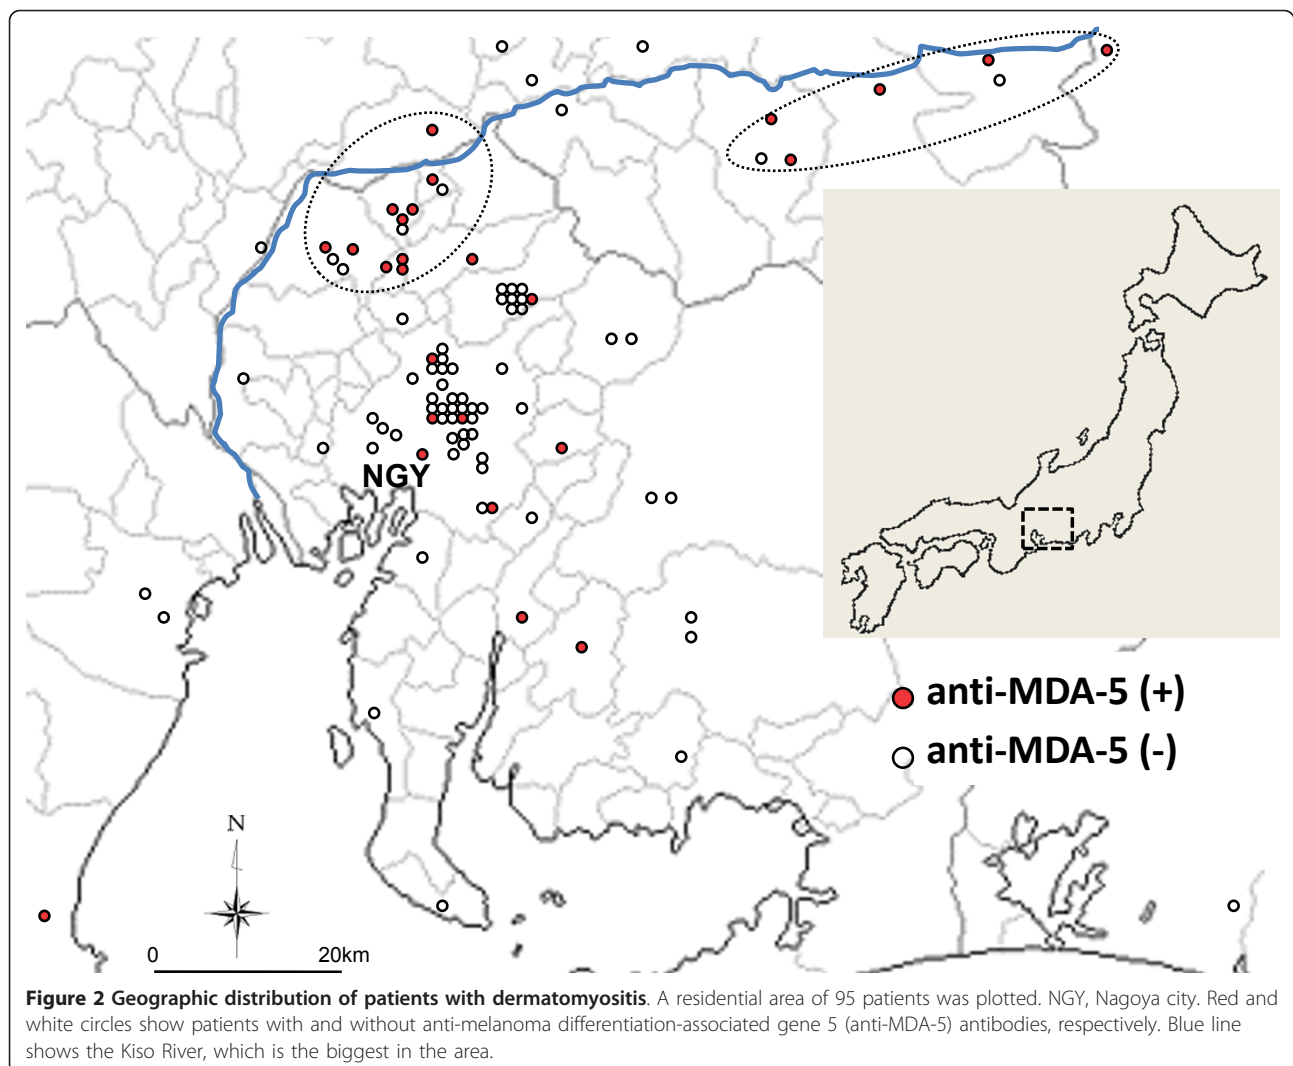 NGY
anti-MDA-5 (+)
anti-MDA-5 (-)
N
0 20km
Figure 2 Geographic distribution of patients with dermatomyositis. A residential area of 95 patients was plotted. NGY, Nagoya city. Red and
white circles show patients with and without anti-melanoma differentiation-associated gene 5 (anti-MDA-5) antibodies, respectively. Blue line
shows the Kiso River, which is the biggest in the area.